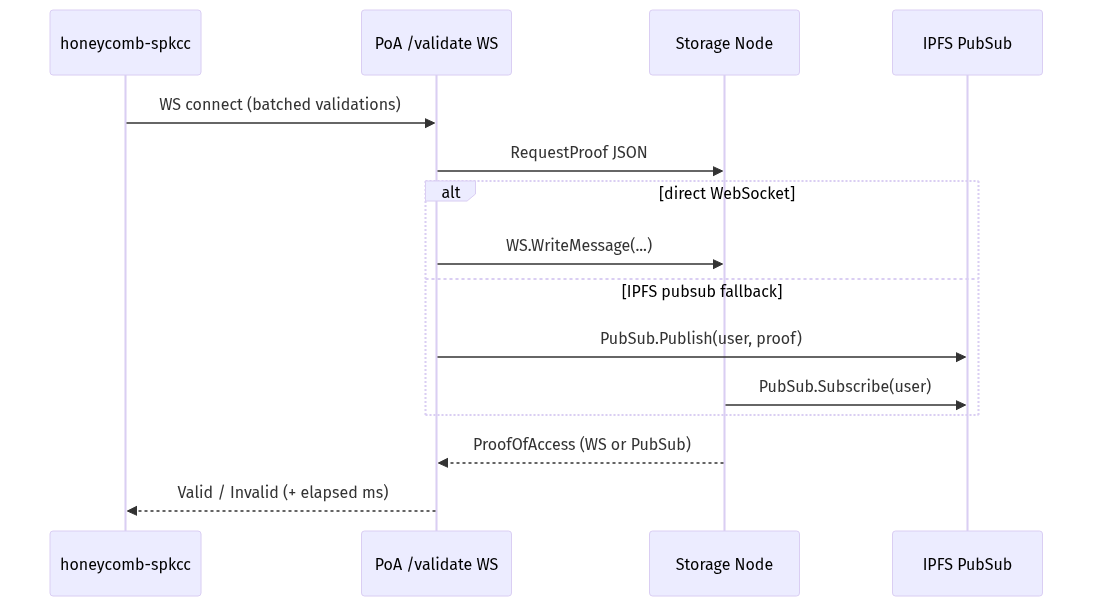 honeycomb-spkcc
PoA /validate WS
Storage Node
IPFS PubSub
WS connect (batched validations)
RequestProof JSON
alt
[direct WebSocket]
WS.WriteMessage(...)
[IPFS pubsub fallback]
PubSub.Publish(user, proof)
PubSub.Subscribe(user)
ProofOfAccess (WS or PubSub)
Valid / Invalid (+ elapsed ms)
honeycomb-spkcc
PoA /validate WS
Storage Node
IPFS PubSub